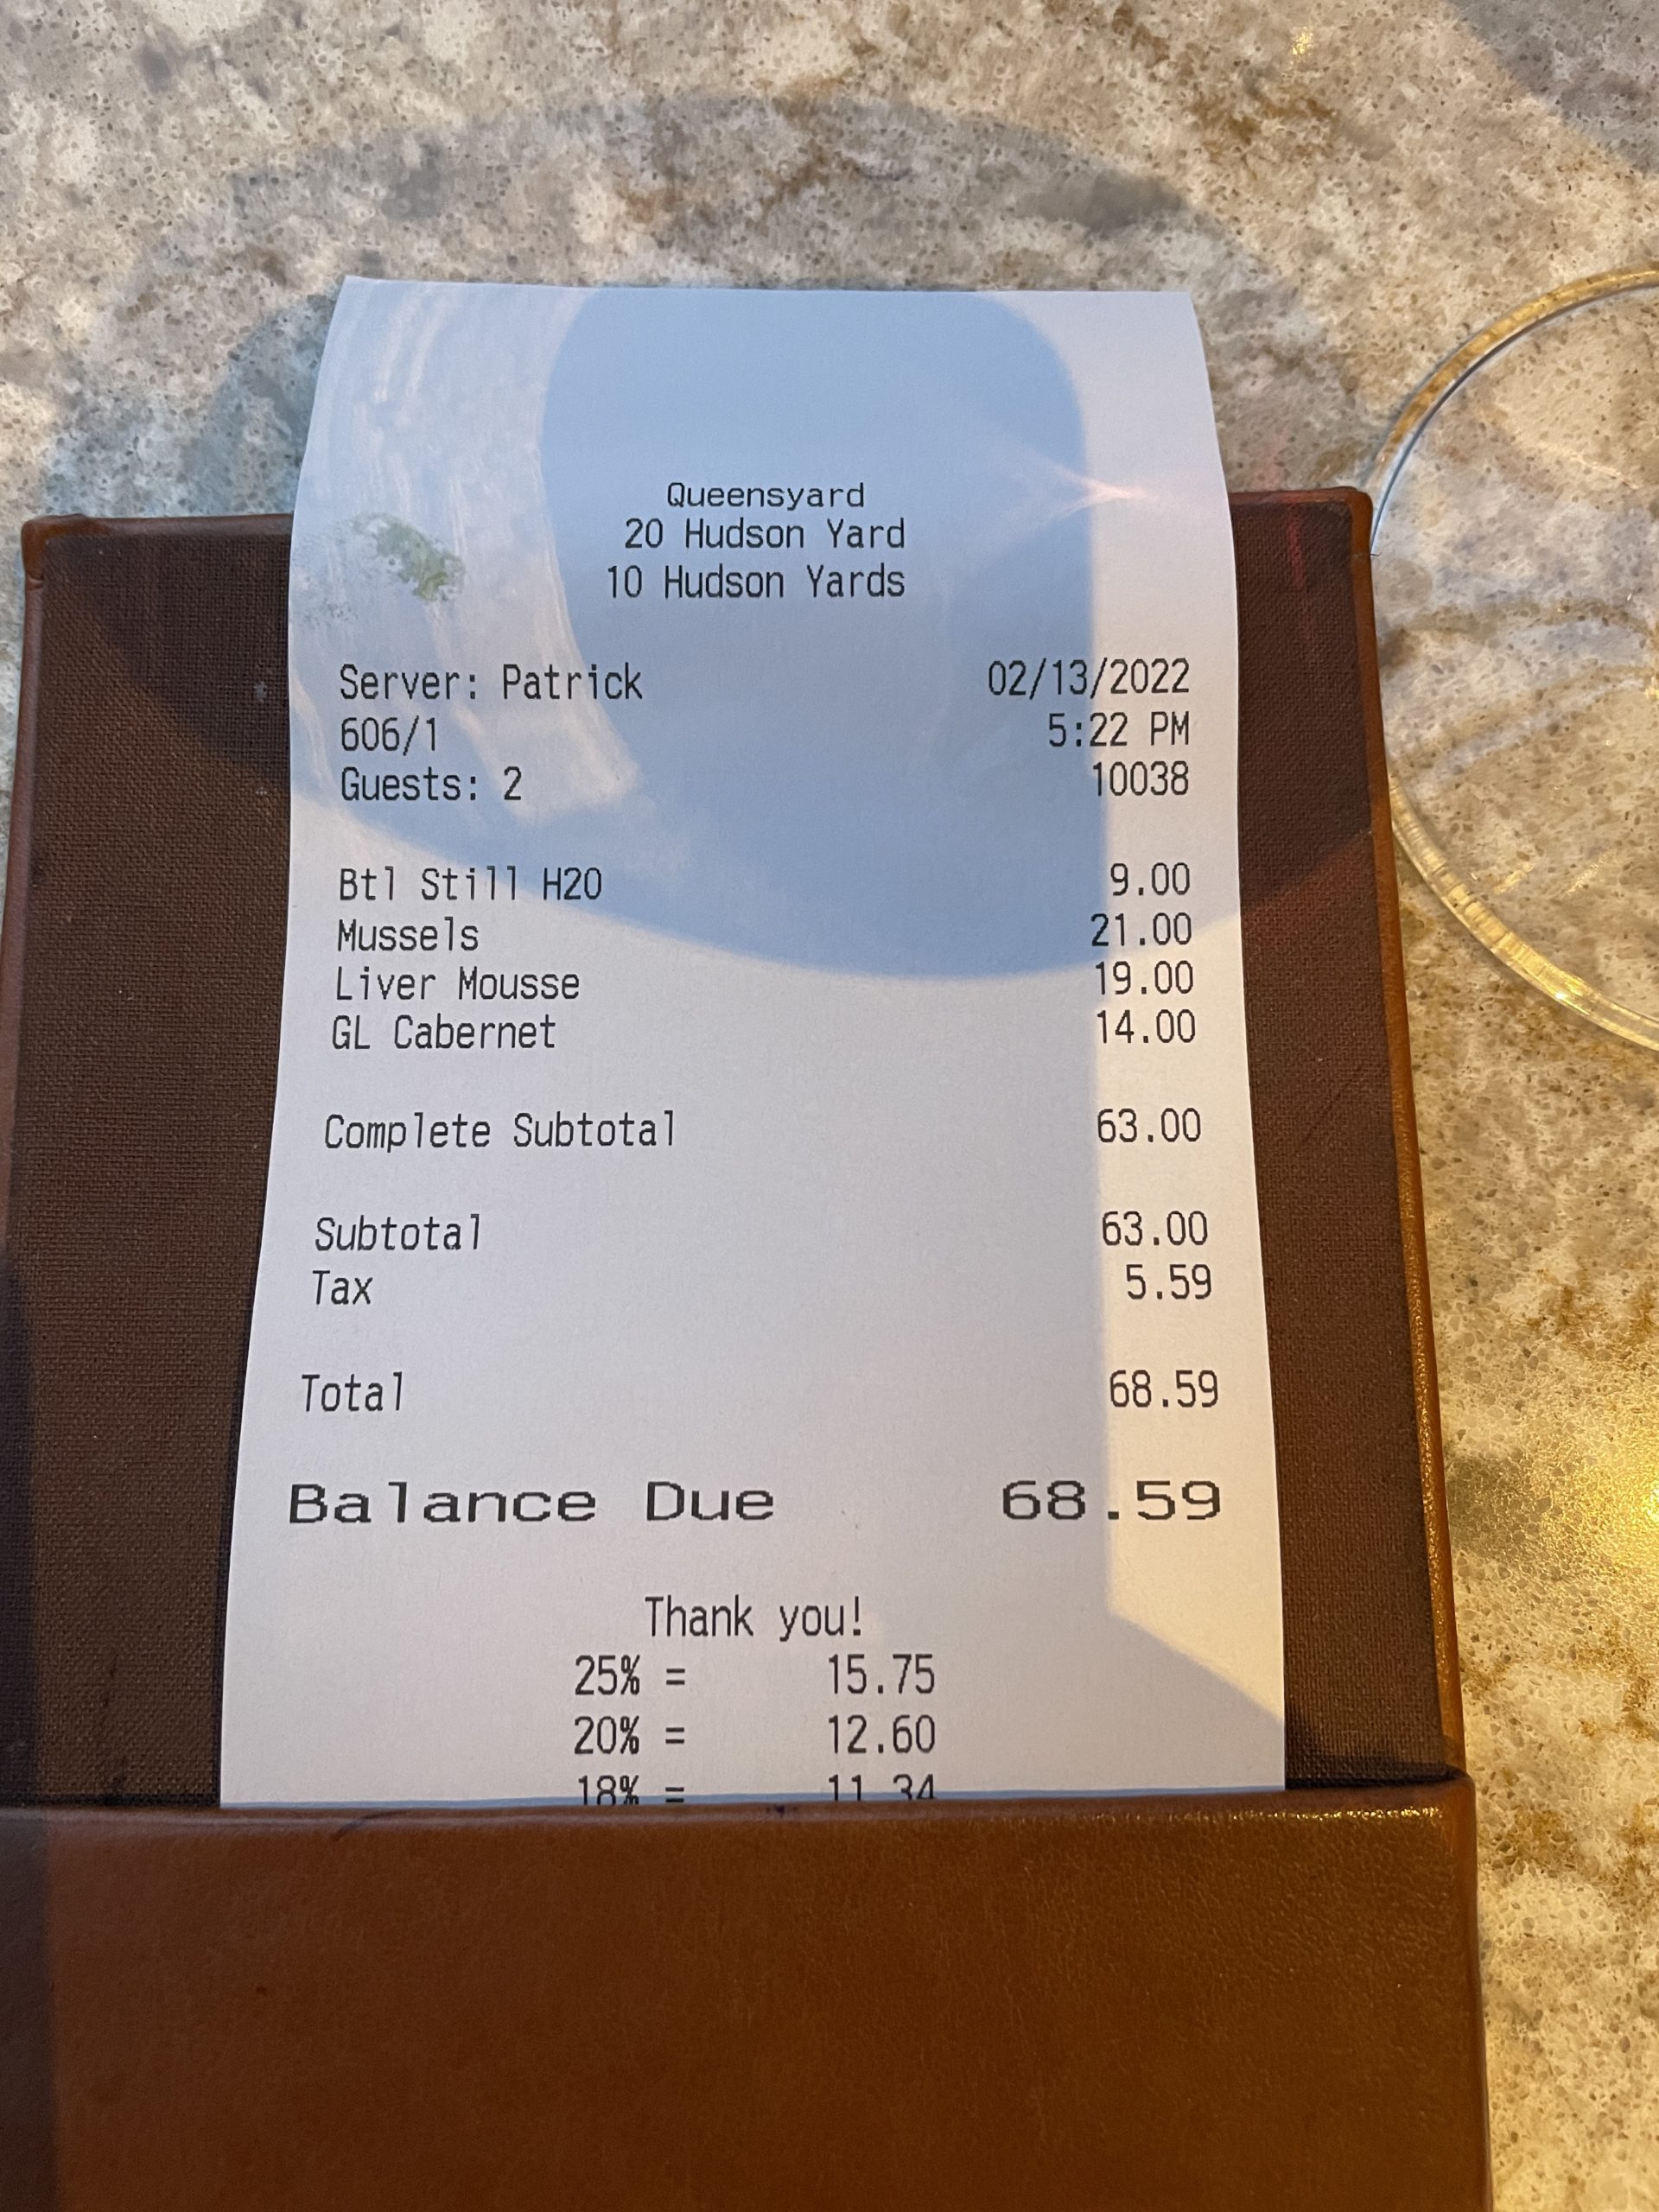 Queensyard
20 Hudson Yard
10 Hudson Yards
Server: Patrick 02/13/2022
606/1 5:22 PM
Guests: 2 10038
Btl Still H20 9.00
Mussels 21.00
Liver Mousse 19.00
GL Cabernet 14.00
Complete Subtotal 63.00
Subtotal 63.00
Tax 5.59
Total 68.59
Balance Due 68.59
Thank you!
25% = 15.75
20% = 12.60
18% = 11.34